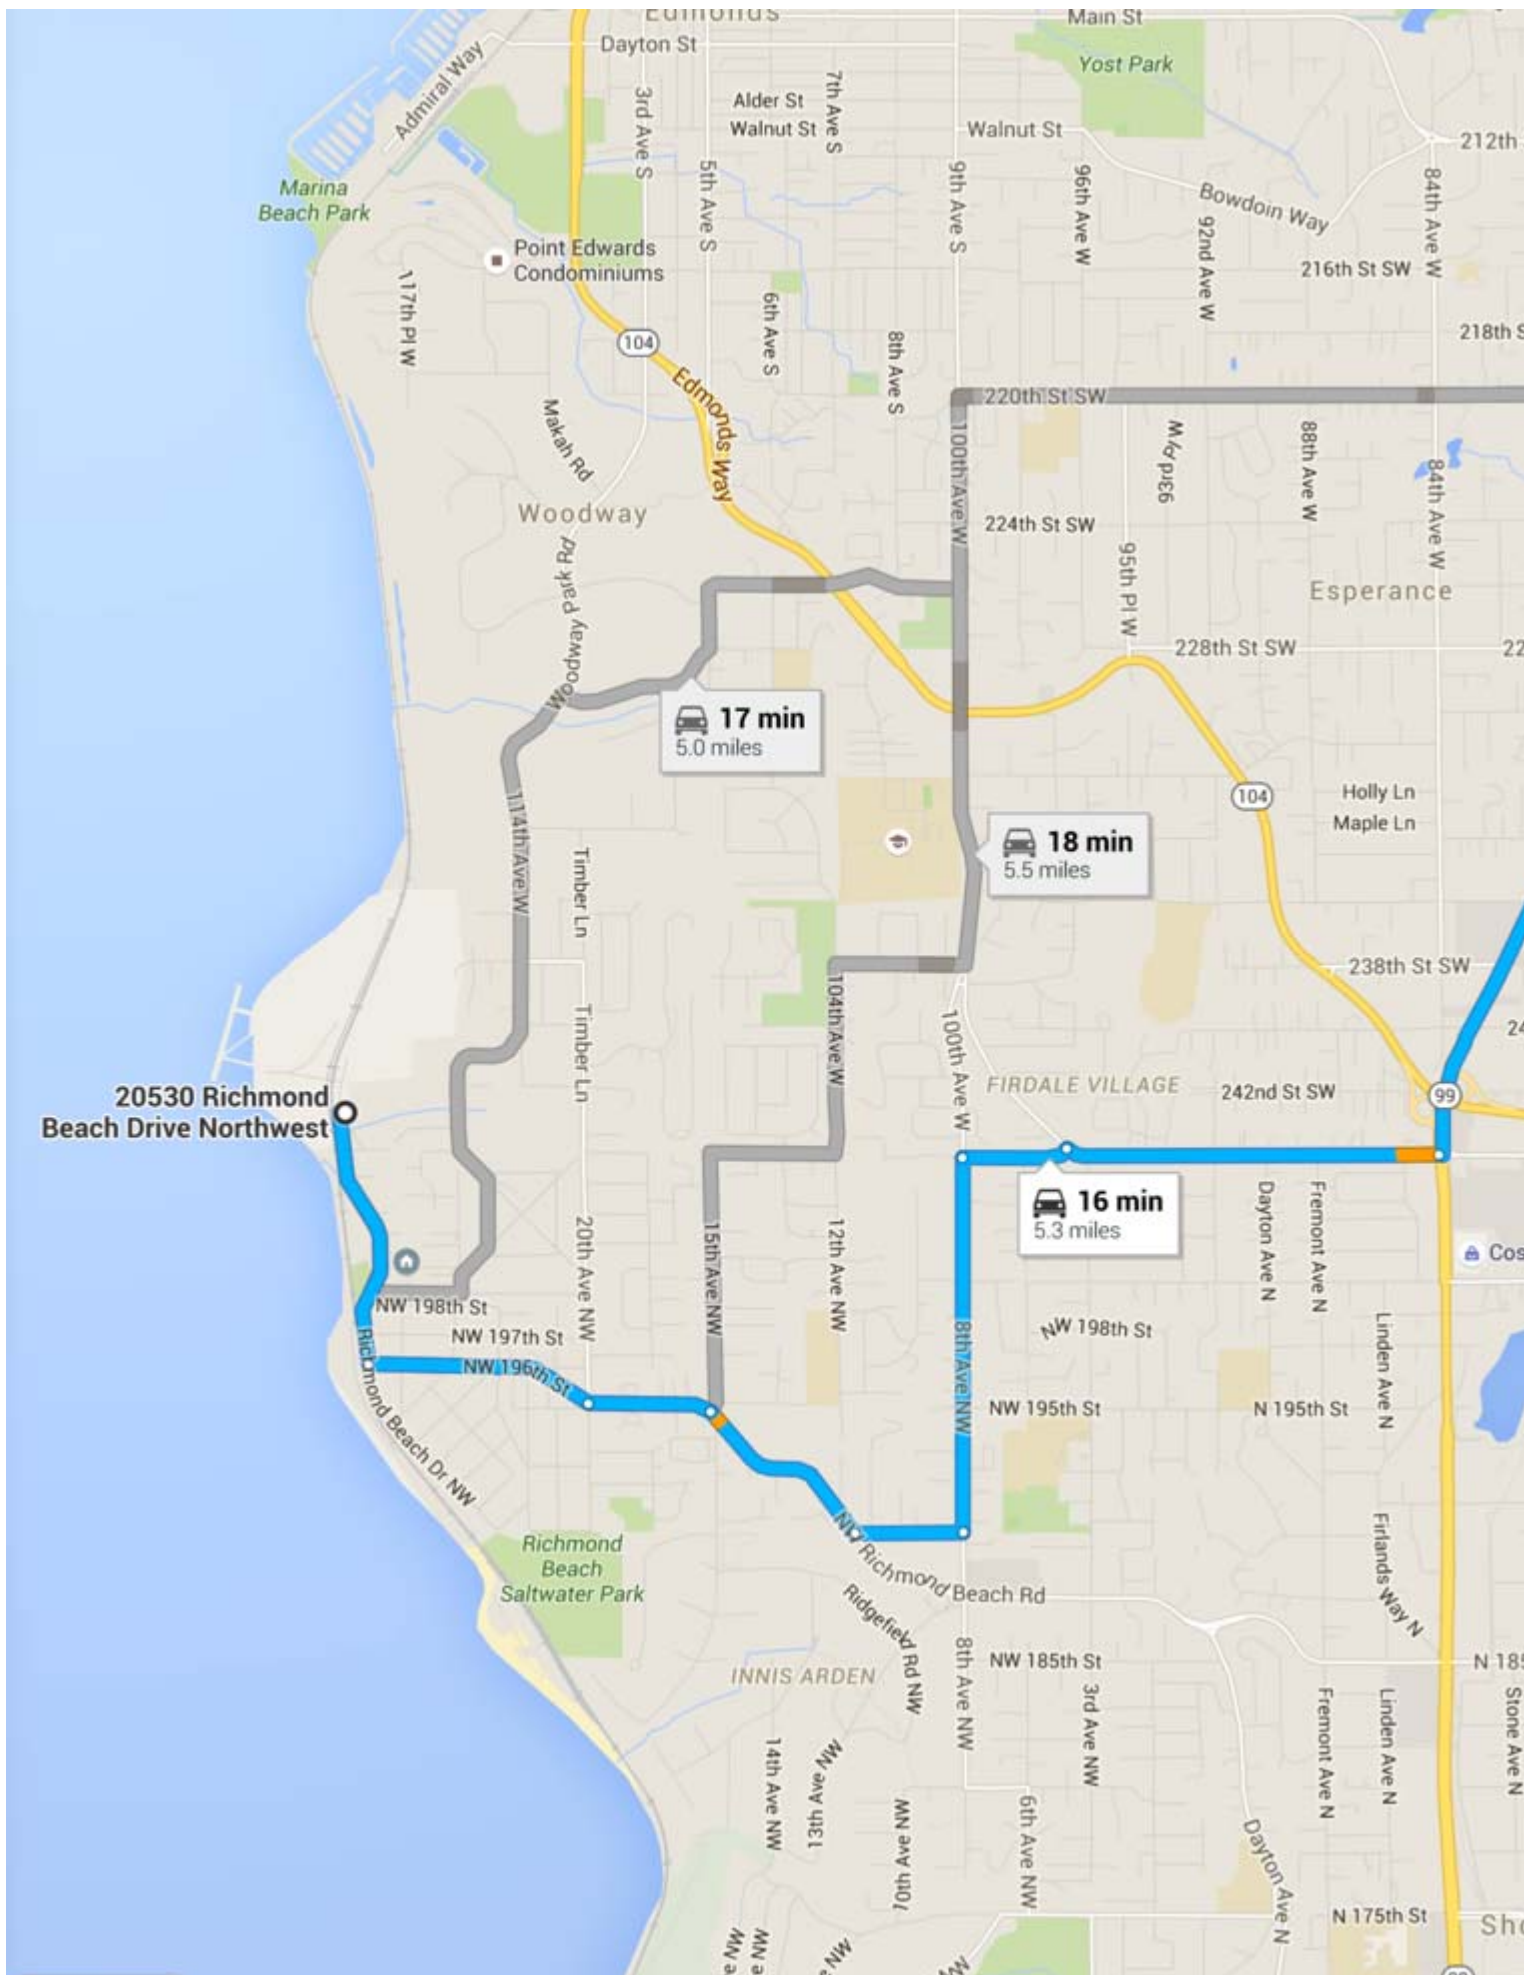 Edmonds
Main St
Dayton St
Admiral Way
Yost Park
3rd Ave S
Alder St
7th Ave S
Walnut St
Walnut St
212th
5th Ave S
9th Ave S
96th Ave W
84th Ave W
Marina
Beach Park
Bowdoin Way
92nd Ave W
Point Edwards
Condominiums
216th St SW
117th Pl W
6th Ave S
8th Ave S
218th S
104
Edmonds Way
220th St SW
Makah Rd
100th Ave W
93rd Pl W
88th Ave W
84th Ave W
Woodway
224th St SW
Woodway Park Rd
95th Pl W
Esperance
228th St SW
22
17 min
5.0 miles
114th Ave W
104
Holly Ln
Maple Ln
18 min
5.5 miles
Timber Ln
238th St SW
104th Ave W
Timber Ln
100th Ave W
24
FIRDALE VILLAGE
242nd St SW
99
20530 Richmond
Beach Drive Northwest
16 min
5.3 miles
Dayton Ave N
Fremont Ave N
20th Ave NW
15th Ave NW
12th Ave NW
Cos
NW 198th St
NW 197th St
NW 196th St
8th Ave NW
NW 198th St
Linden Ave N
Richmond Beach Dr NW
NW 195th St
N 195th St
NW Richmond Beach Rd
Richmond
Beach
Saltwater Park
Firlands Way N
Ridgefield Rd NW
8th Ave NW
INNIS ARDEN
NW 185th St
N 185
3rd Ave NW
Fremont Ave N
Linden Ave N
Stone Ave N
14th Ave NW
13th Ave NW
10th Ave NW
6th Ave NW
Dayton Ave N
N 175th St
Sho